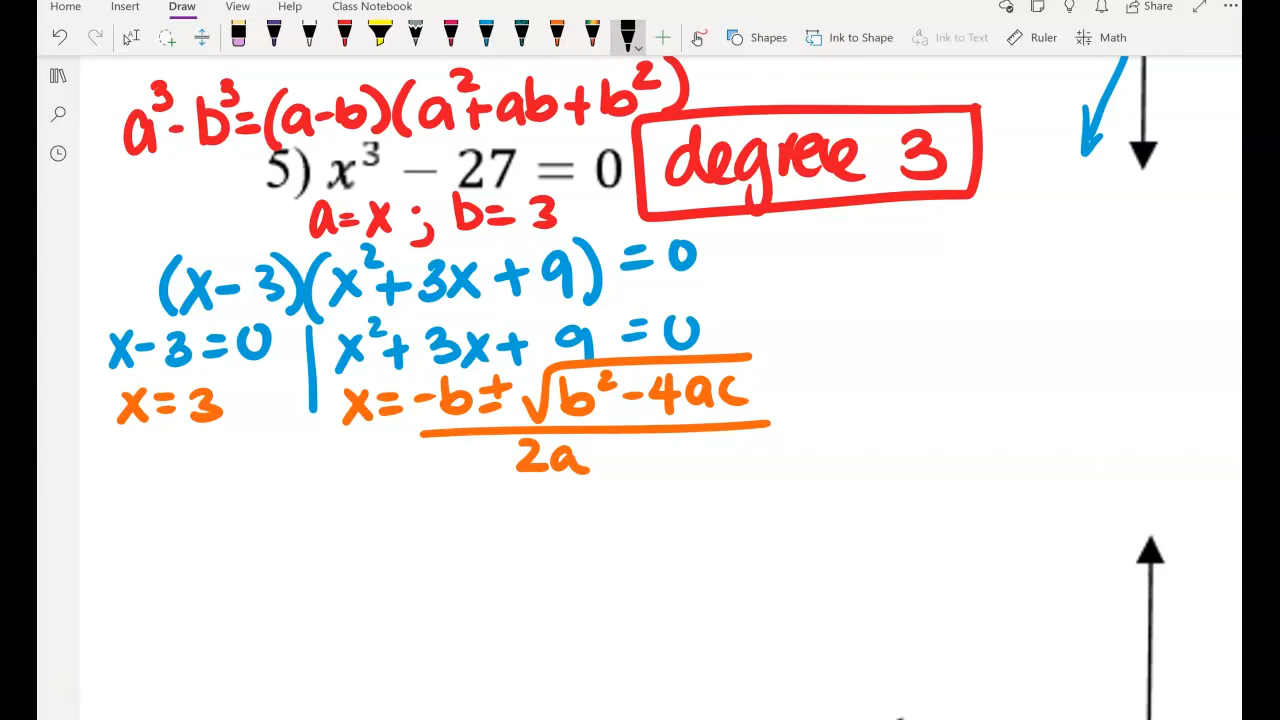 Home Insert Draw View Help Class Notebook Share
Shapes Ink to Shape Ink to Text Ruler Math
a³-b³=(a-b)(a²+ab+b²)
5) x³ − 27 = 0 degree 3
a=x ; b=3
(x-3)(x²+3x+9)=0
x-3=0 | x²+3x+9=0
x=3 x=-b±√b²-4ac
2a